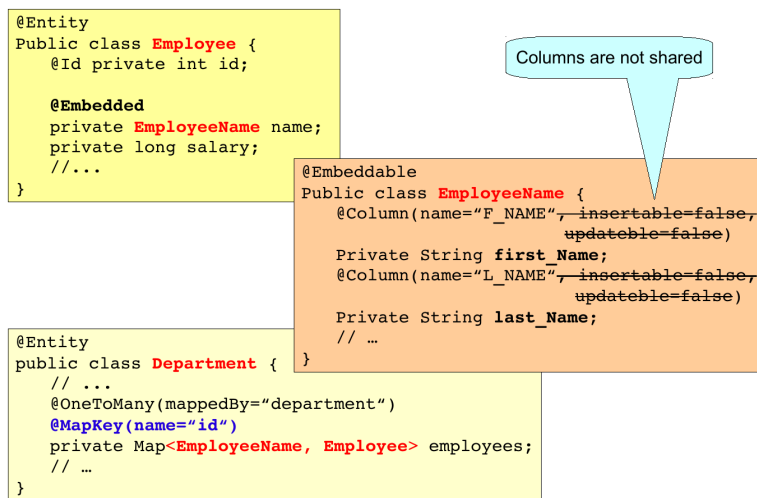 @Entity
Public class Employee {
@Id private int id;
@Embedded
private EmployeeName name;
private long salary;
//...
}
Columns are not shared
@Embeddable
Public class EmployeeName {
@Column(name=“F_NAME“, insertable=false,
updateble=false)
Private String first_Name;
@Column(name=“L_NAME“, insertable=false,
updateble=false)
Private String last_Name;
// …
}
@Entity
public class Department {
// ...
@OneToMany(mappedBy=“department“)
@MapKey(name=“id“)
private Map<EmployeeName, Employee> employees;
// …
}